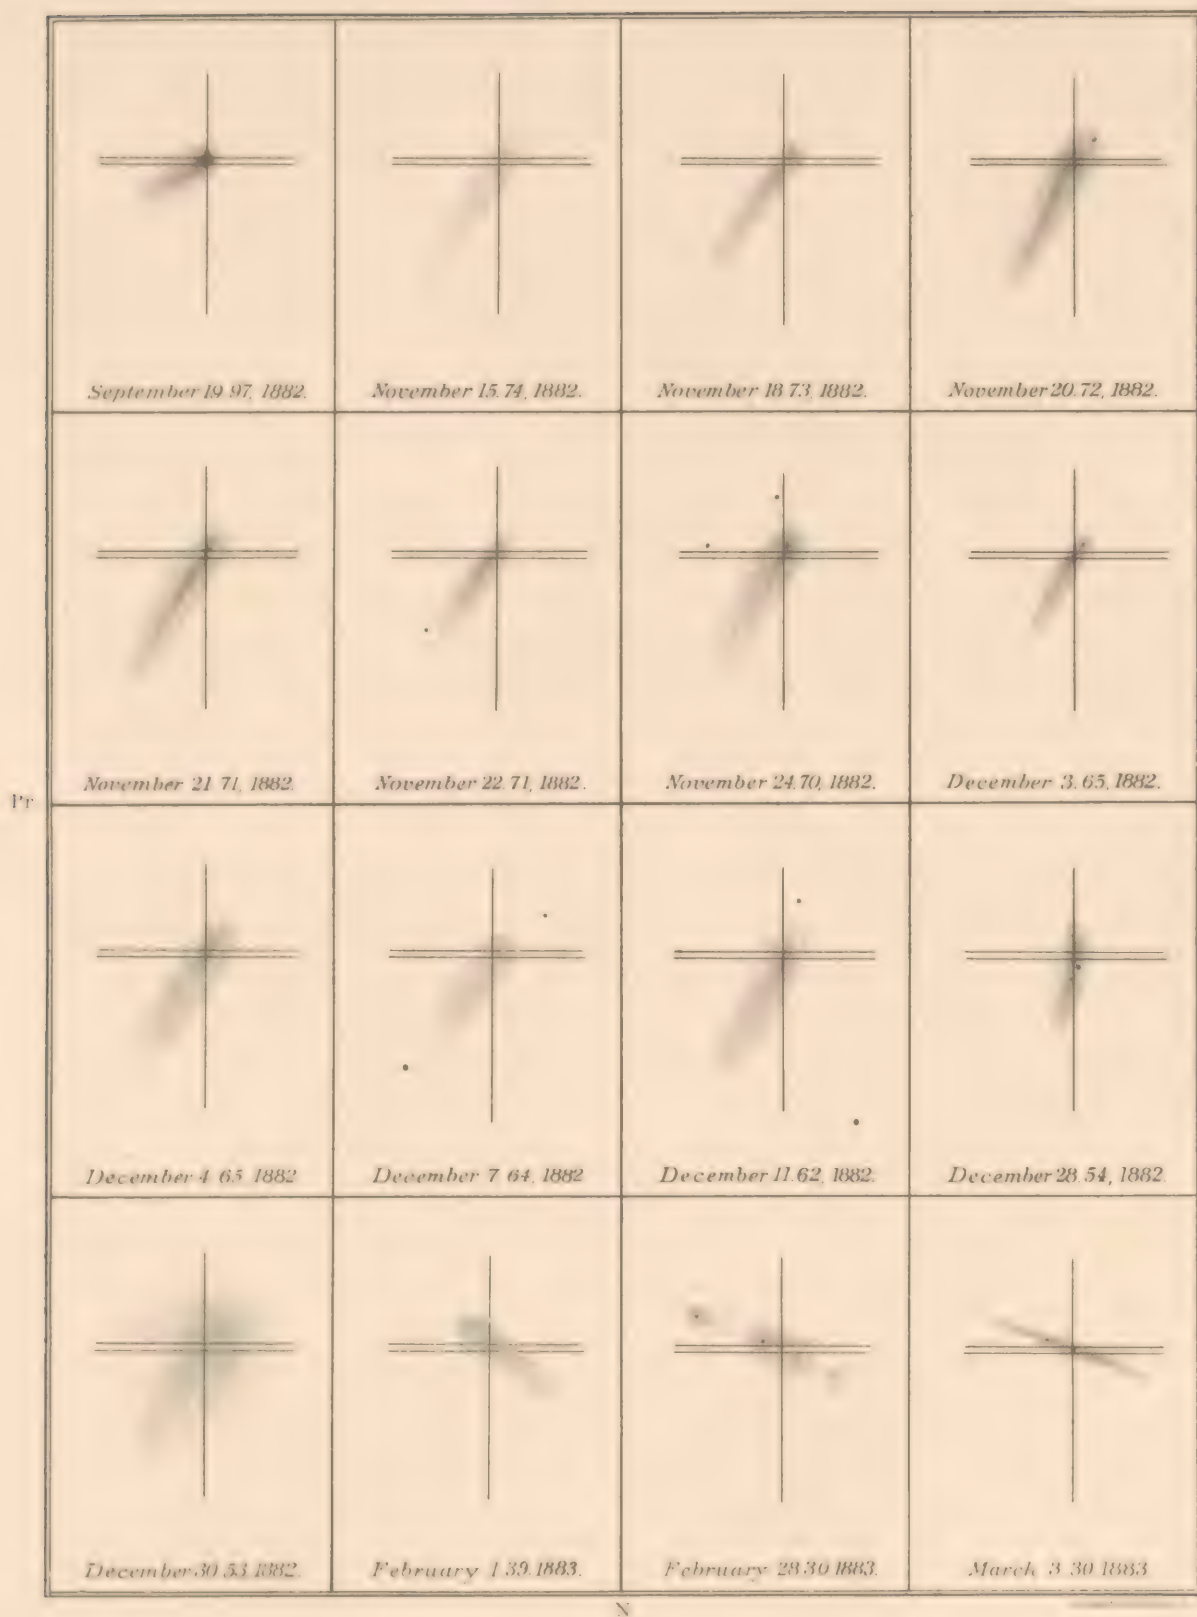 September 19.97, 1882.
November 15.74, 1882.
November 18.73, 1882.
November 20.72, 1882.
November 21.71, 1882.
November 22.71, 1882.
November 24.70, 1882.
December 3.65, 1882.
Pr
December 4.65 1882
December 7.64, 1882
December 11.62, 1882.
December 28.54, 1882.
December 30.53 1882.
February 1.39. 1883.
February 28.30 1883.
March 3.30 1883
N